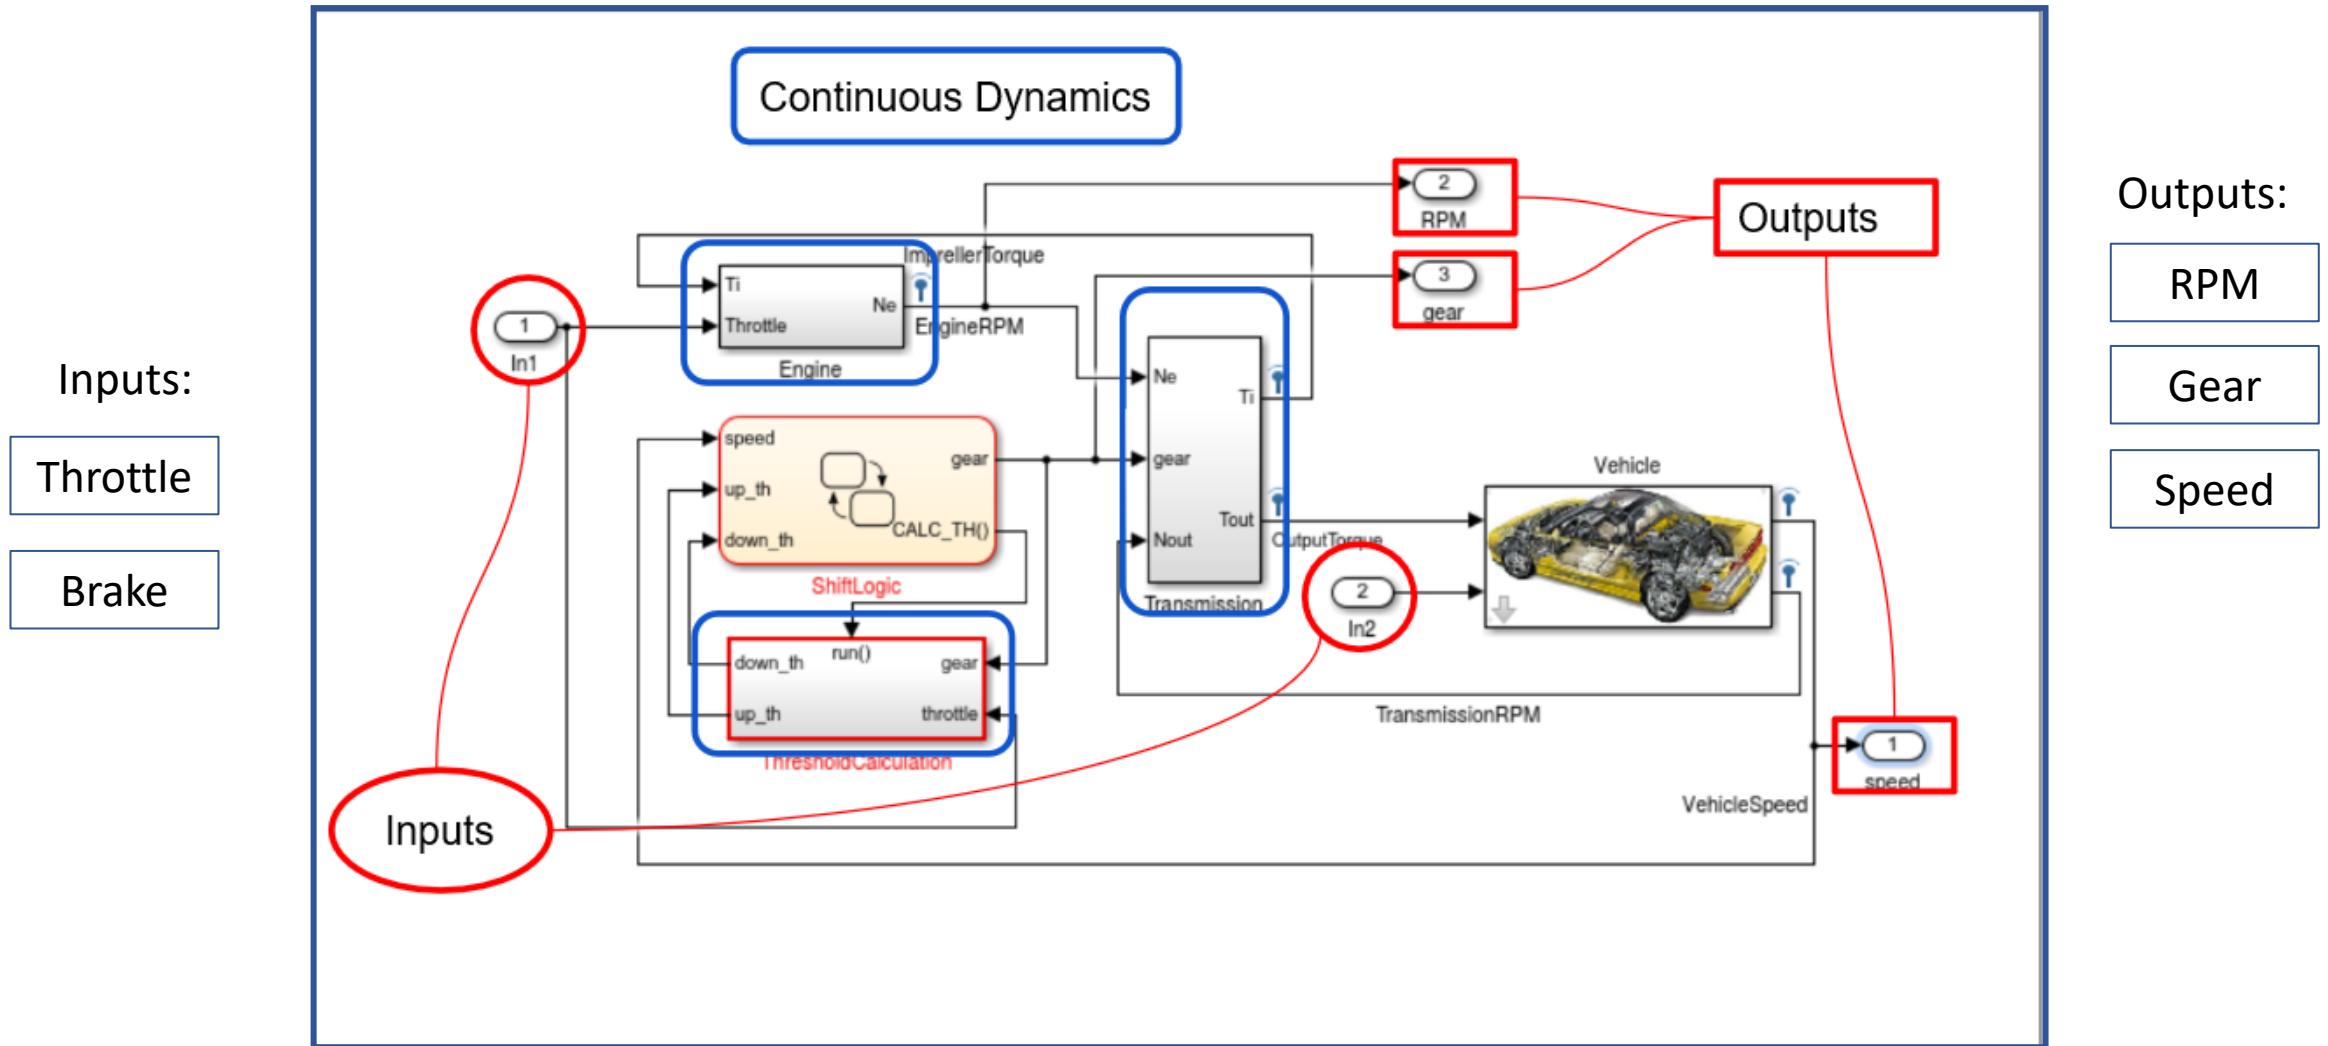 Continuous Dynamics
Inputs:
Throttle
Brake
Outputs:
RPM
Gear
Speed
2
RPM
3
gear
Outputs
ImprellerTorque
Ti
Throttle
Ne
EngineRPM
Engine
1
In1
speed
up_th
down_th
gear
CALC_TH()
ShiftLogic
Ne
gear
Nout
Ti
Tout
Transmission
OutputTorque
2
In2
Vehicle
down_th
up_th
run()
gear
throttle
ThresholdCalculation
TransmissionRPM
1
speed
VehicleSpeed
Inputs